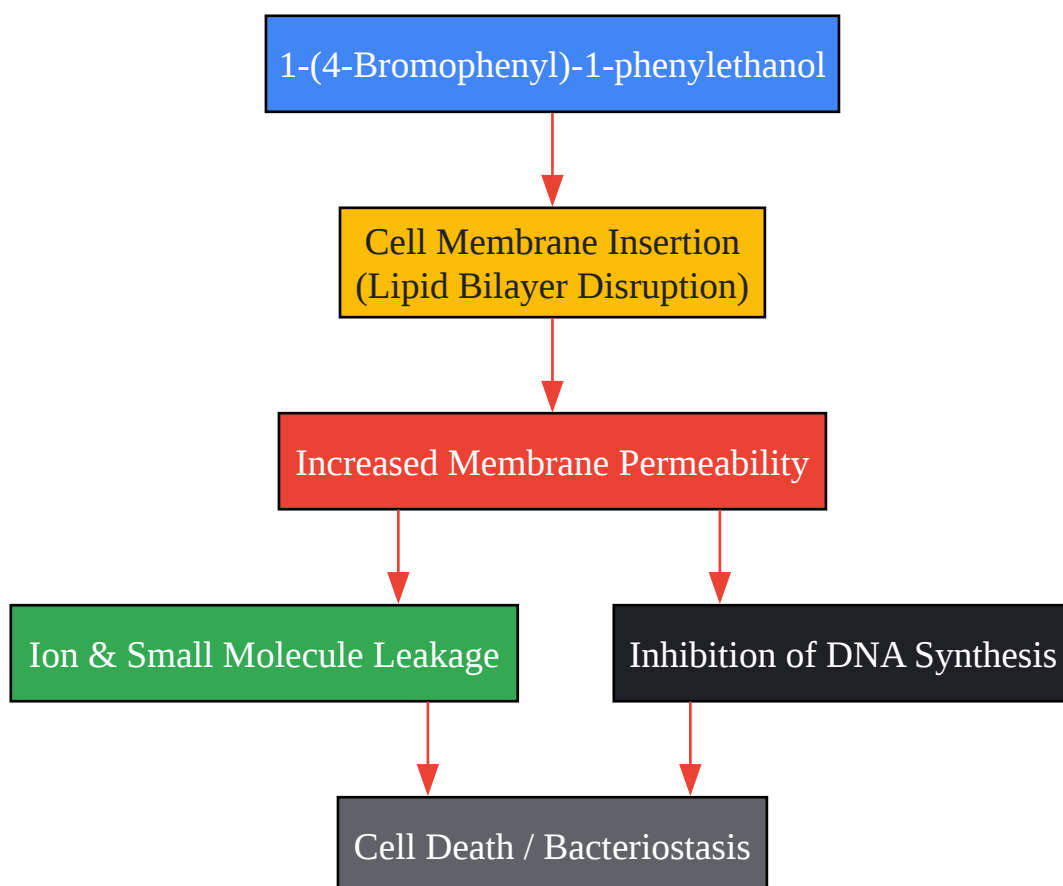 1-(4-Bromophenyl)-1-phenylethanol
Cell Membrane Insertion
(Lipid Bilayer Disruption)
Increased Membrane Permeability
Ion & Small Molecule Leakage
Inhibition of DNA Synthesis
Cell Death / Bacteriostasis